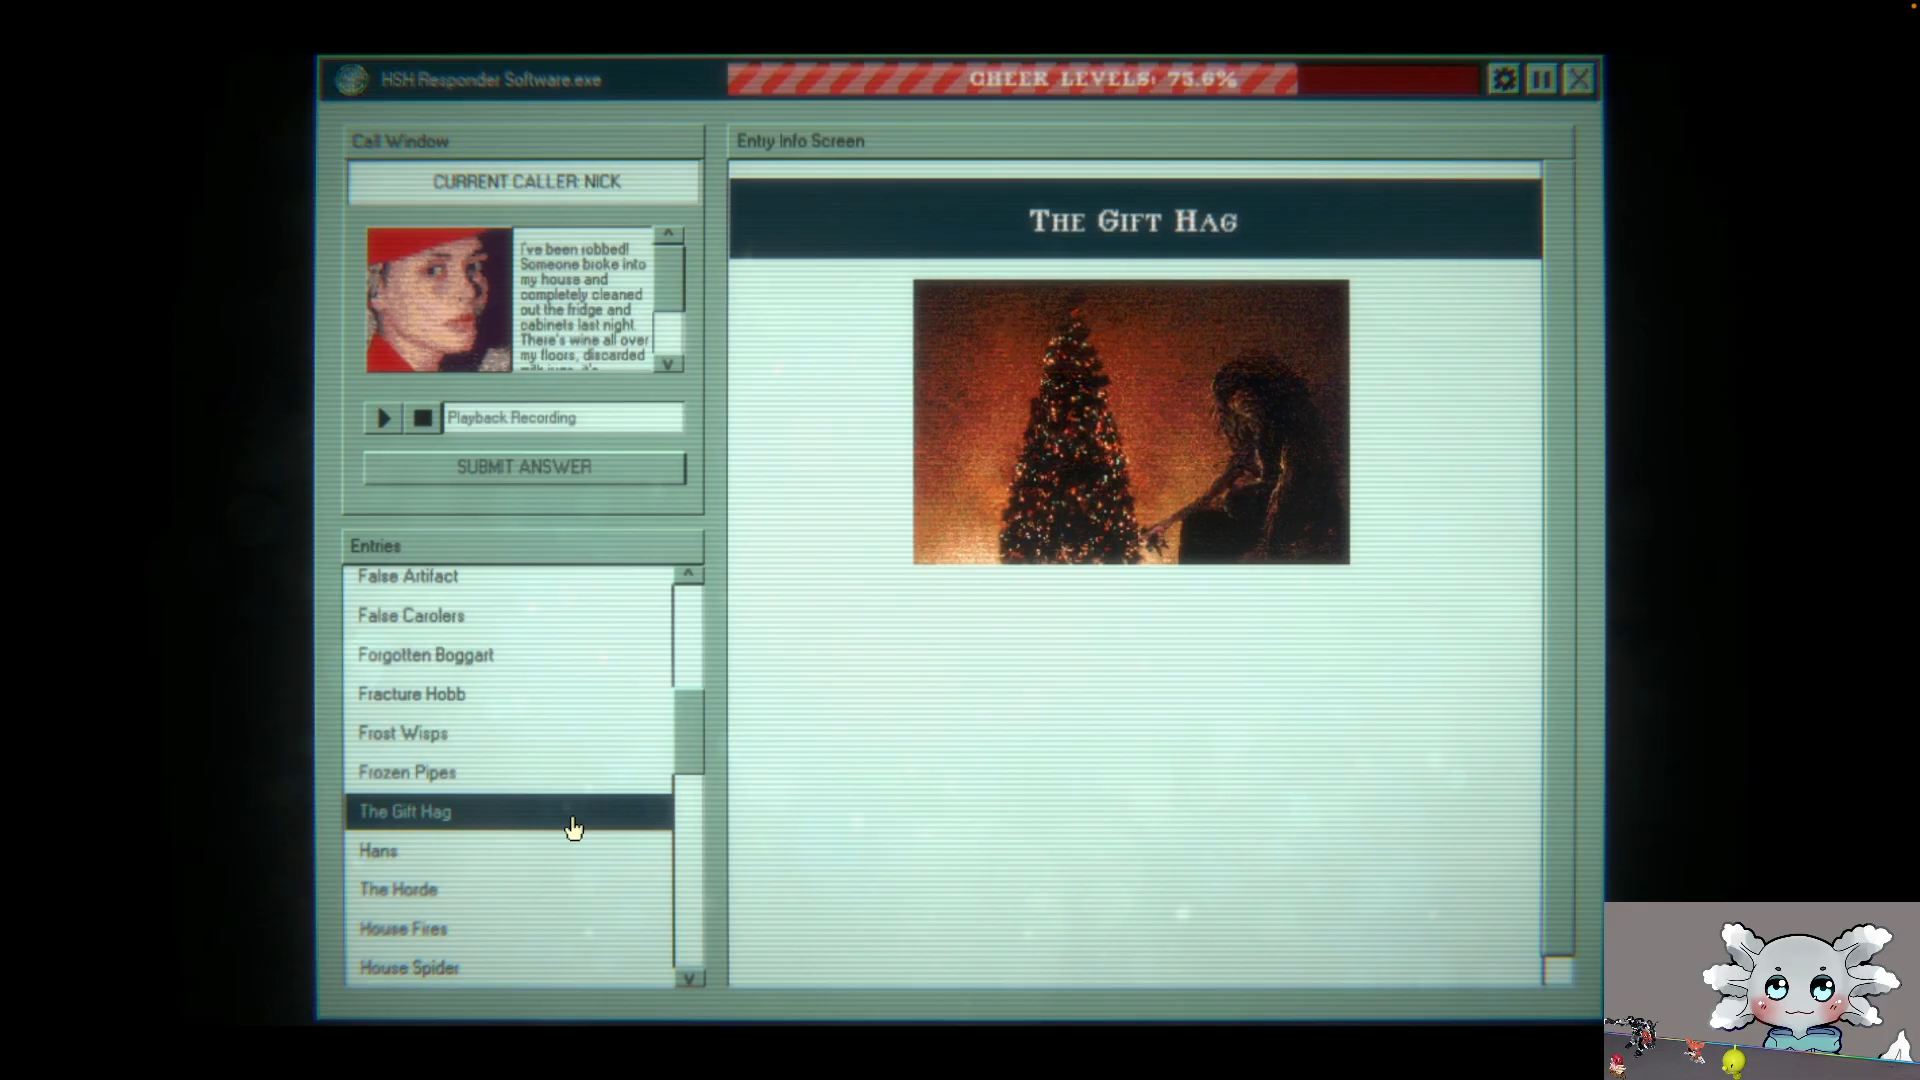 HSH Responder Software.exe
CHEER LEVELS: 75.6%
Call Window
CURRENT CALLER: NICK
I've been robbed!
Someone broke into
my house and
completely cleaned
out the fridge and
cabinets last night.
There's wine all over
my floors, discarded
milk jugs, it's
Playback Recording
SUBMIT ANSWER
Entries
False Artifact
False Carolers
Forgotten Boggart
Fracture Hobb
Frost Wisps
Frozen Pipes
The Gift Hag
Hans
The Horde
House Fires
House Spider
Entry Info Screen
The Gift Hag